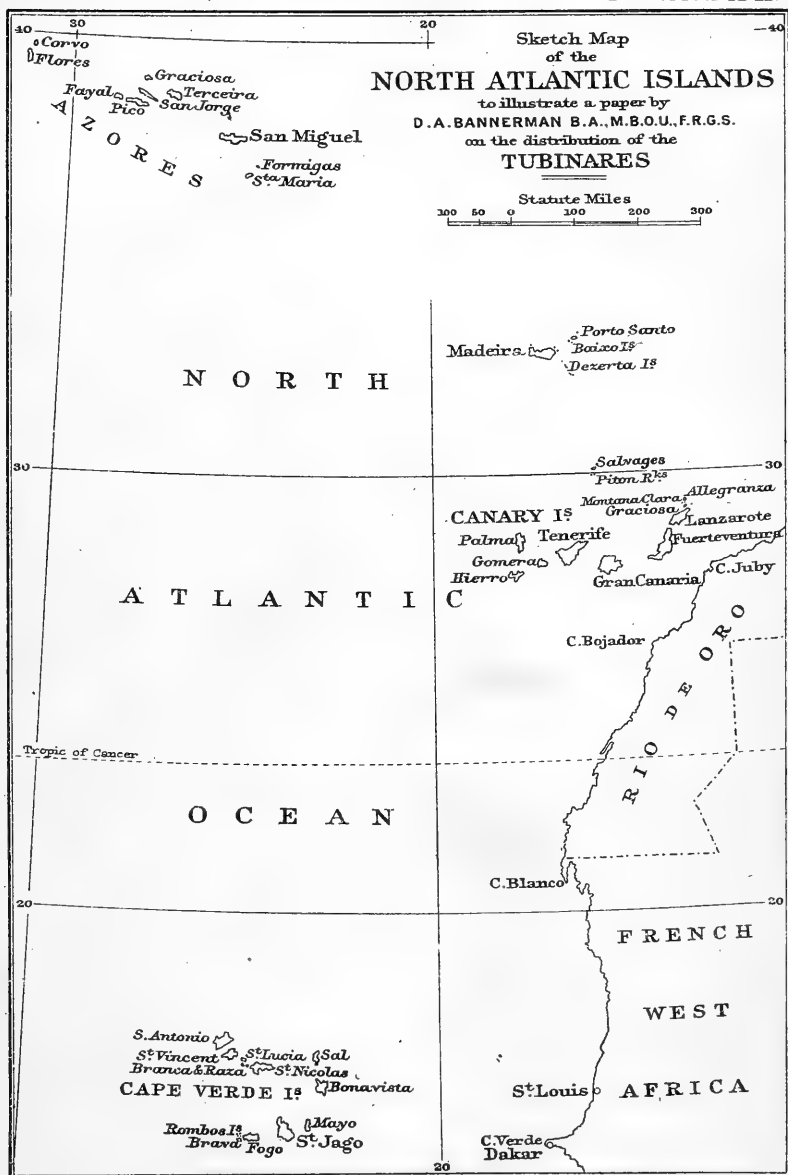 40
30
20
40
Corvo
Flores
Graciosa
Fayal
Terceira
Pico
San Jorge
AZORES
San Miguel
Formigas
Sta Maria
Sketch Map
of the
NORTH ATLANTIC ISLANDS
to illustrate a paper by
D. A. BANNERMAN B.A., M.B.O.U., F.R.G.S.
on the distribution of the
TUBINARES
Statute Miles
100 50 0 100 200 300
Porto Santo
Madeira
Baixo Is
Dezerta Is
NORTH
30
30
Salvages
Piton Rks
Montana Clara
Allegranza
Graciosa
CANARY Is
Lanzarote
Palma
Tenerife
Fuerteventura
Gomera
C. Juby
Hierro
Gran Canaria
ATLANTIC
C. Bojador
RIO DE ORO
Tropic of Cancer
OCEAN
C. Blanco
20
20
FRENCH
WEST
AFRICA
S. Antonio
St Vincent
St Lucia
Sal
Branca & Raza
St Nicolas
CAPE VERDE Is
Bonavista
St. Louis
Rombos Is
Mayo
Brava
Fogo
St. Jago
C. Verde
Dakar
20